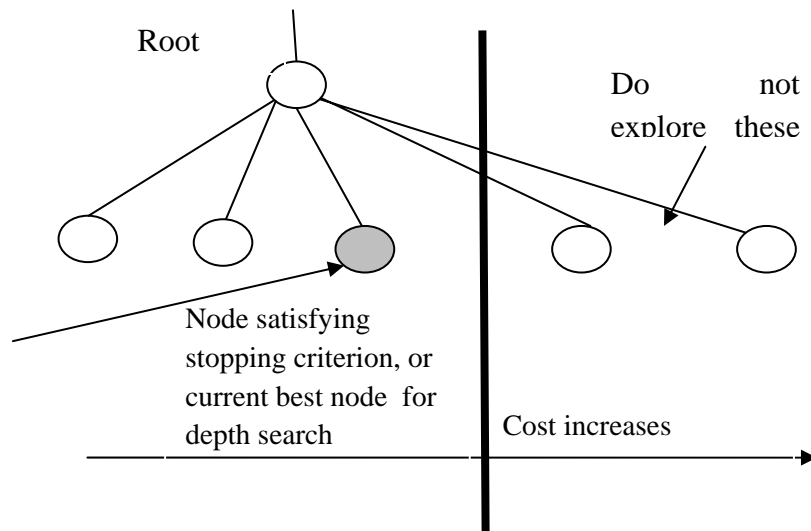 Root
Do not
explore these
Node satisfying
stopping criterion, or
current best node for
depth search
Cost increases